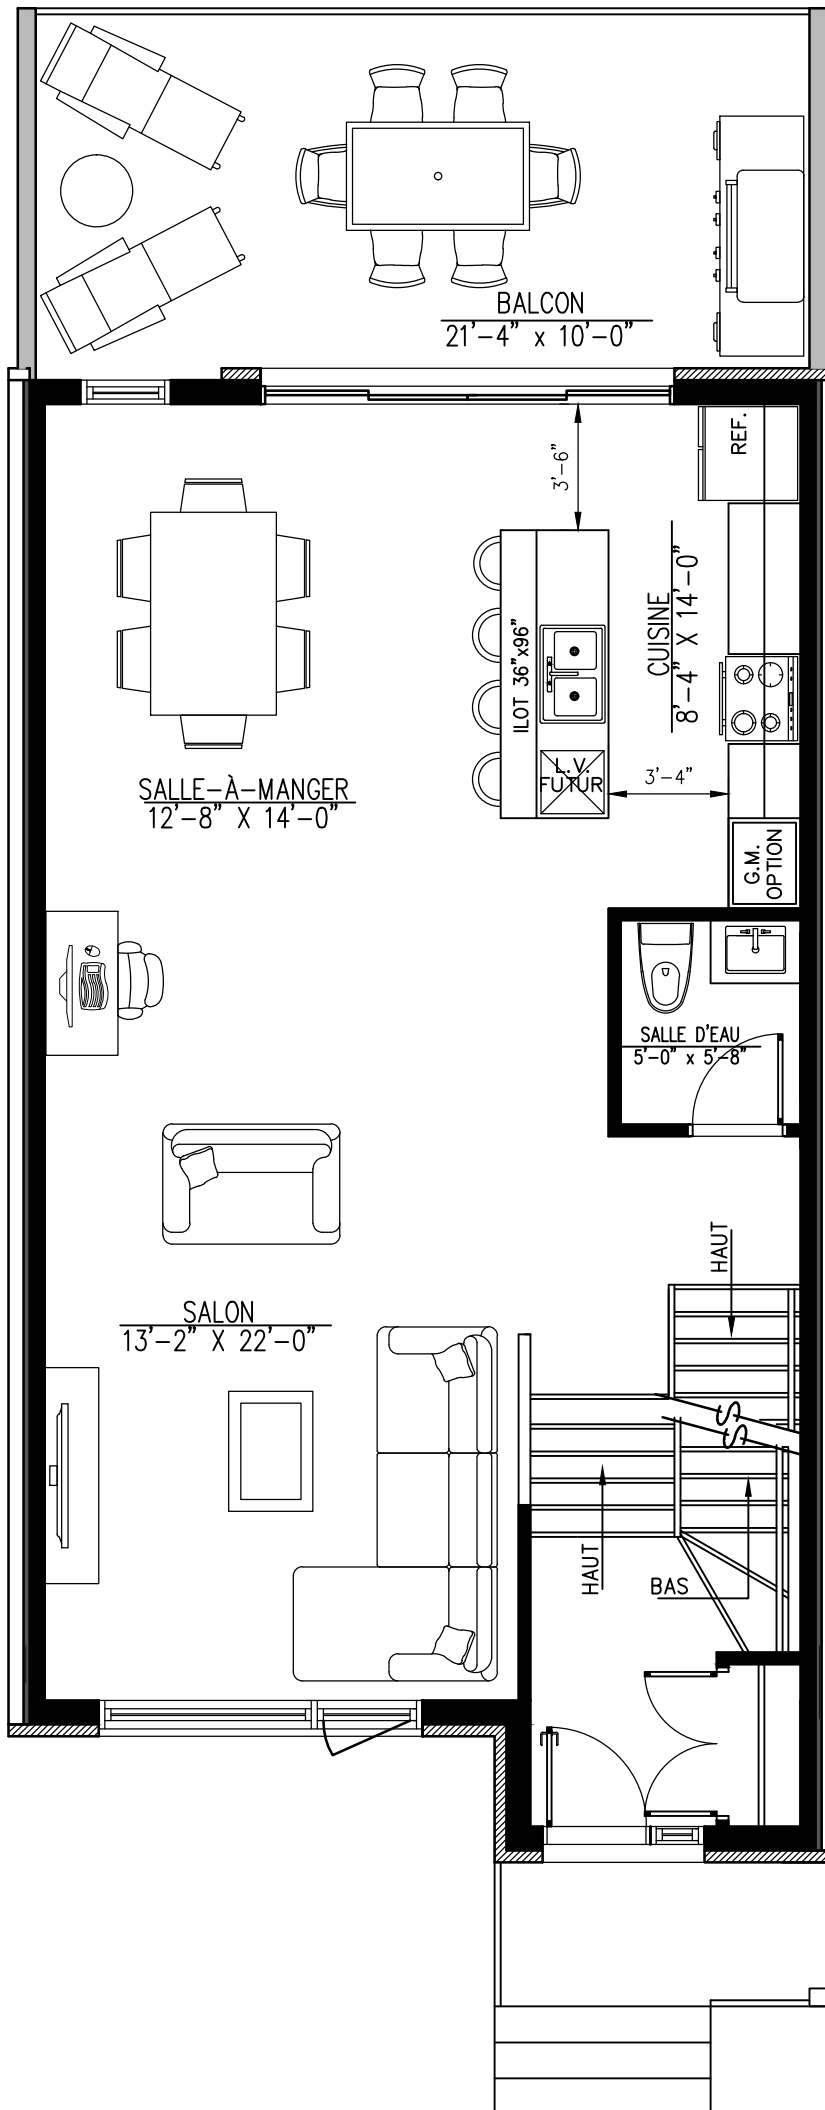 BALCON
21'-4" x 10'-0"
REF.
3'-6"
CUISINE
8'-4" X 14'-0"
ILOT 36"x96"
L.V.
FUTUR
3'-4"
SALLE-À-MANGER
12'-8" X 14'-0"
G.M.
OPTION
SALLE D'EAU
5'-0" x 5'-8"
HAUT
SALON
13'-2" X 22'-0"
HAUT
BAS